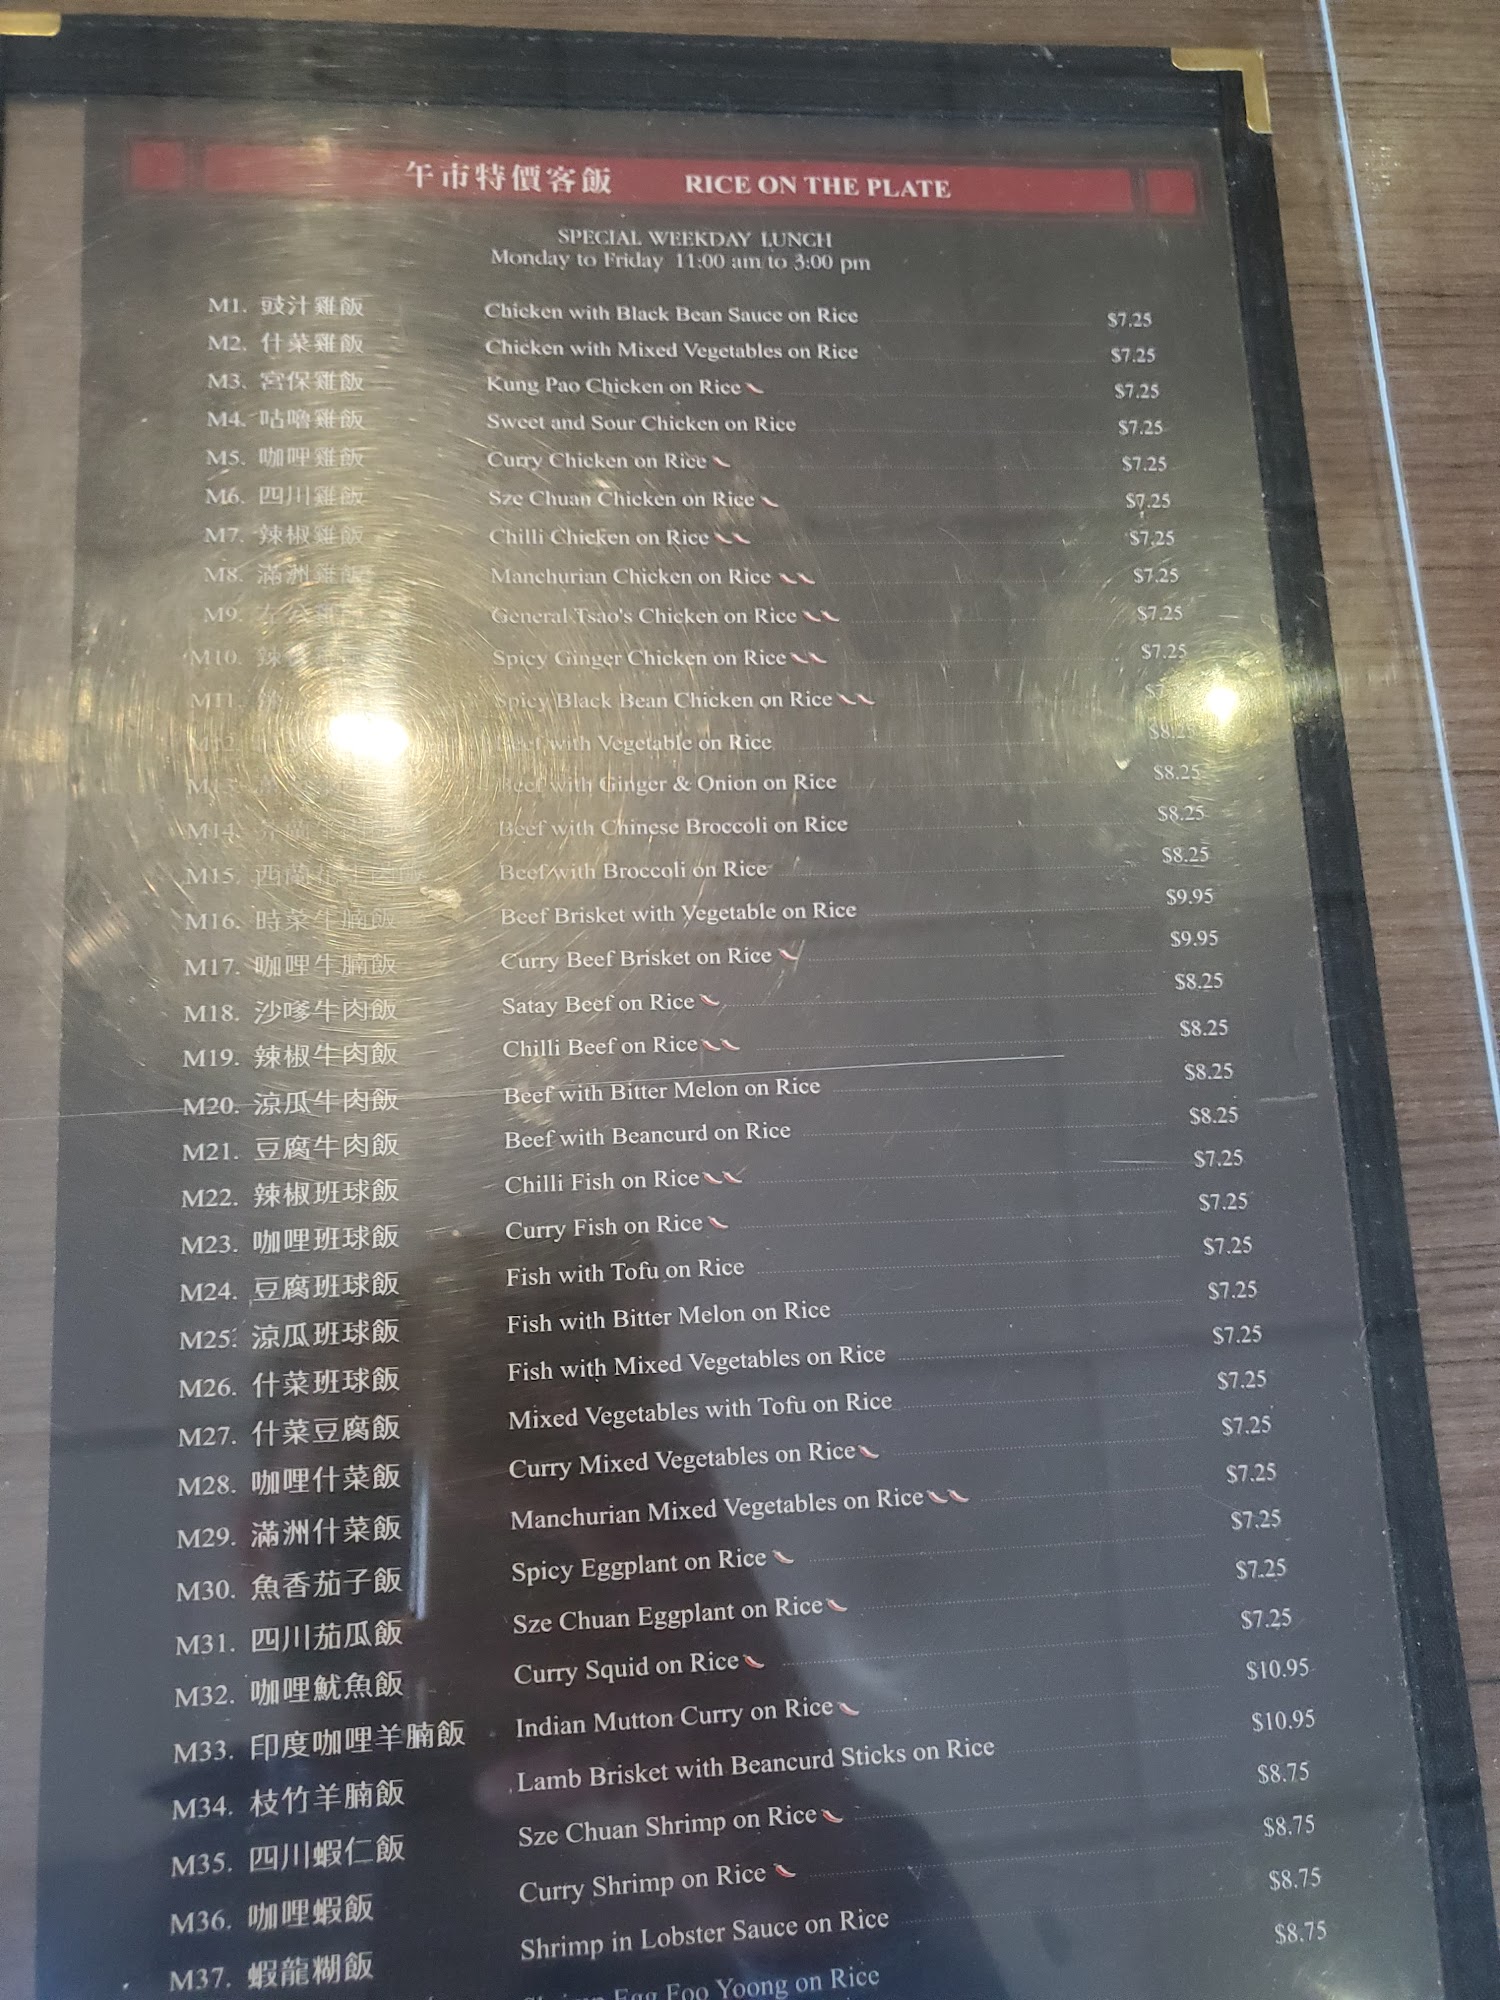 午市特價客飯 RICE ON THE PLATE
SPECIAL WEEKDAY LUNCH
Monday to Friday 11:00 am to 3:00 pm
M1. 豉汁雞飯 Chicken with Black Bean Sauce on Rice $7.25
M2. 什菜雞飯 Chicken with Mixed Vegetables on Rice $7.25
M3. 宮保雞飯 Kung Pao Chicken on Rice $7.25
M4. 咕嚕雞飯 Sweet and Sour Chicken on Rice $7.25
M5. 咖哩雞飯 Curry Chicken on Rice $7.25
M6. 四川雞飯 Sze Chuan Chicken on Rice $7.25
M7. 辣椒雞飯 Chilli Chicken on Rice $7.25
M8. 滿洲雞飯 Manchurian Chicken on Rice $7.25
M9. General Tsao's Chicken on Rice $7.25
M10. Spicy Ginger Chicken on Rice $7.25
M11. Spicy Black Bean Chicken on Rice
M12. Beef with Vegetable on Rice $8.25
M13. Beef with Ginger & Onion on Rice $8.25
M14. Beef with Chinese Broccoli on Rice $8.25
M15. Beef with Broccoli on Rice $8.25
M16. 時菜牛腩飯 Beef Brisket with Vegetable on Rice $9.95
M17. 咖哩牛腩飯 Curry Beef Brisket on Rice $9.95
M18. 沙嗲牛肉飯 Satay Beef on Rice $8.25
M19. 辣椒牛肉飯 Chilli Beef on Rice $8.25
M20. 涼瓜牛肉飯 Beef with Bitter Melon on Rice $8.25
M21. 豆腐牛肉飯 Beef with Beancurd on Rice $8.25
M22. 辣椒班球飯 Chilli Fish on Rice $7.25
M23. 咖哩班球飯 Curry Fish on Rice $7.25
M24. 豆腐班球飯 Fish with Tofu on Rice $7.25
M25. 涼瓜班球飯 Fish with Bitter Melon on Rice $7.25
M26. 什菜班球飯 Fish with Mixed Vegetables on Rice $7.25
M27. 什菜豆腐飯 Mixed Vegetables with Tofu on Rice $7.25
M28. 咖哩什菜飯 Curry Mixed Vegetables on Rice $7.25
M29. 滿洲什菜飯 Manchurian Mixed Vegetables on Rice $7.25
M30. 魚香茄子飯 Spicy Eggplant on Rice $7.25
M31. 四川茄瓜飯 Sze Chuan Eggplant on Rice $7.25
M32. 咖哩魷魚飯 Curry Squid on Rice $7.25
M33. 印度咖哩羊腩飯 Indian Mutton Curry on Rice $10.95
M34. 枝竹羊腩飯 Lamb Brisket with Beancurd Sticks on Rice $10.95
M35. 四川蝦仁飯 Sze Chuan Shrimp on Rice $8.75
M36. 咖哩蝦飯 Curry Shrimp on Rice $8.75
M37. 蝦龍糊飯 Shrimp in Lobster Sauce on Rice $8.75
Egg Foo Yoong on Rice $8.75